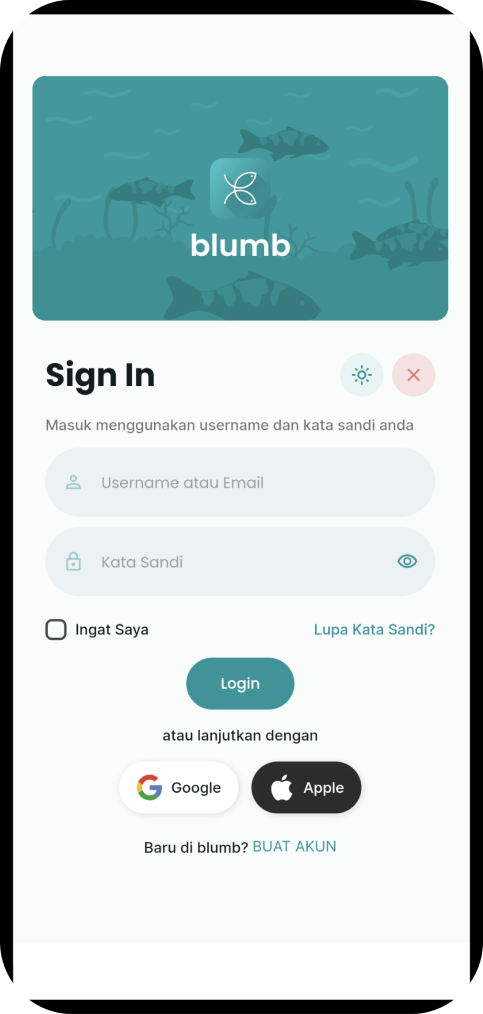 blumb
Sign In
Masuk menggunakan username dan kata sandi anda
Username atau Email
Kata Sandi
Ingat Saya
Lupa Kata Sandi?
Login
atau lanjutkan dengan
Google
Apple
Baru di blumb? BUAT AKUN